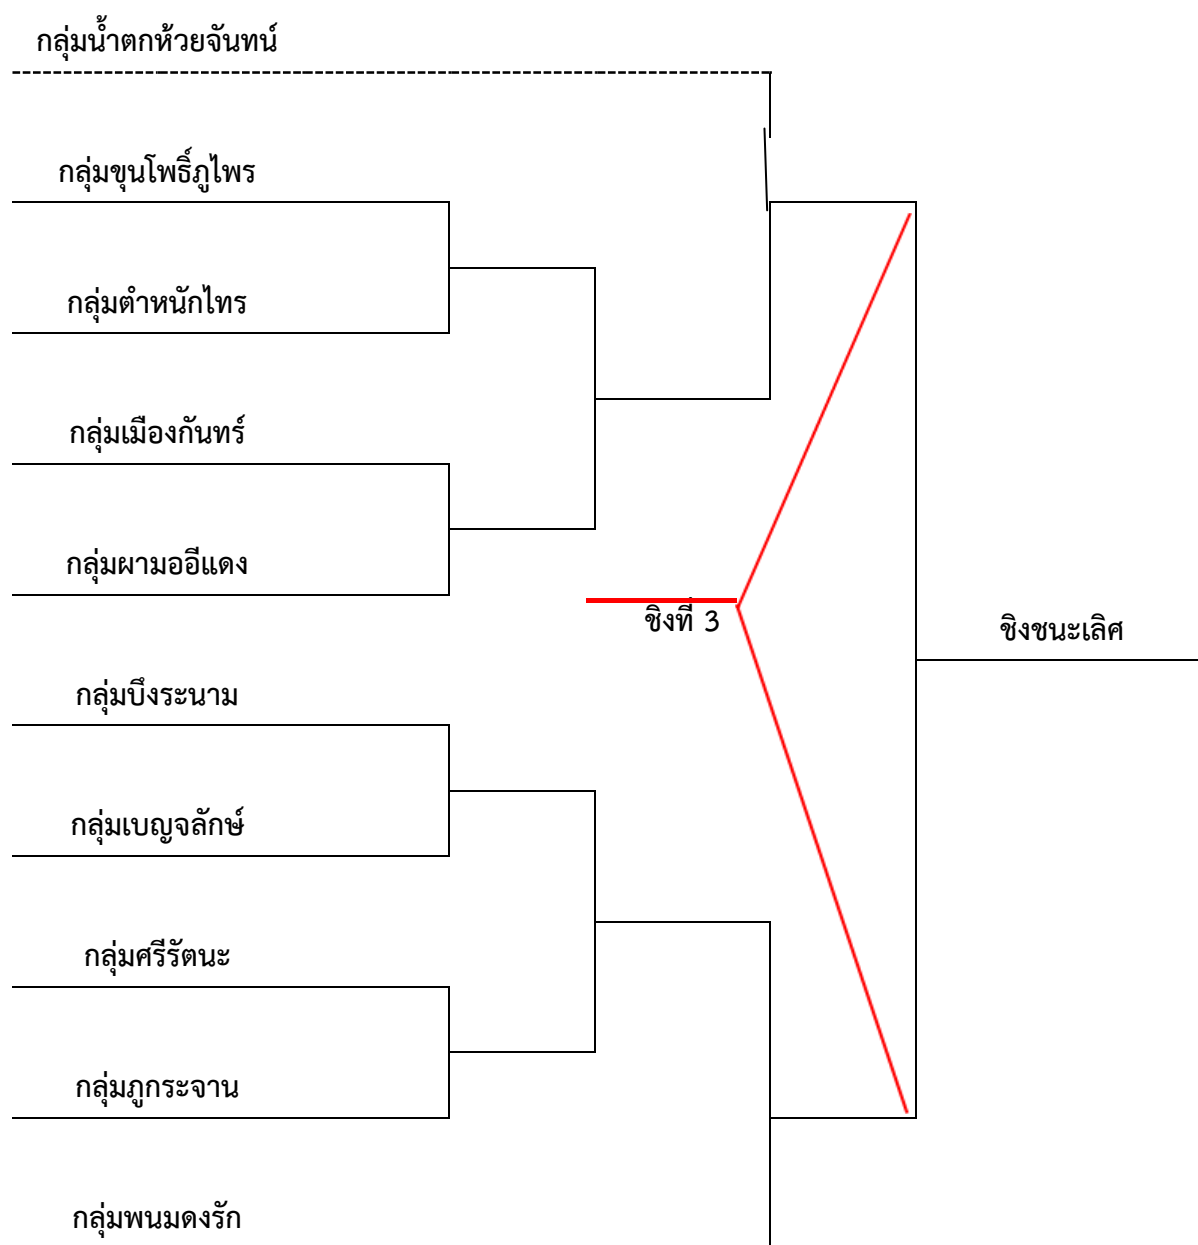 กลุ่มน้ำตกห้วยจันทน์
กลุ่มขุนโพธิ์ภูไพร
กลุ่มตำหนักไทร
กลุ่มเมืองกันทร์
กลุ่มผามออีแดง
ชิงที่ 3
ชิงชนะเลิศ
กลุ่มบึงระนาม
กลุ่มเบญจลักษ์
กลุ่มศรีรัตนะ
กลุ่มภูกระจาน
กลุ่มพนมดงรัก